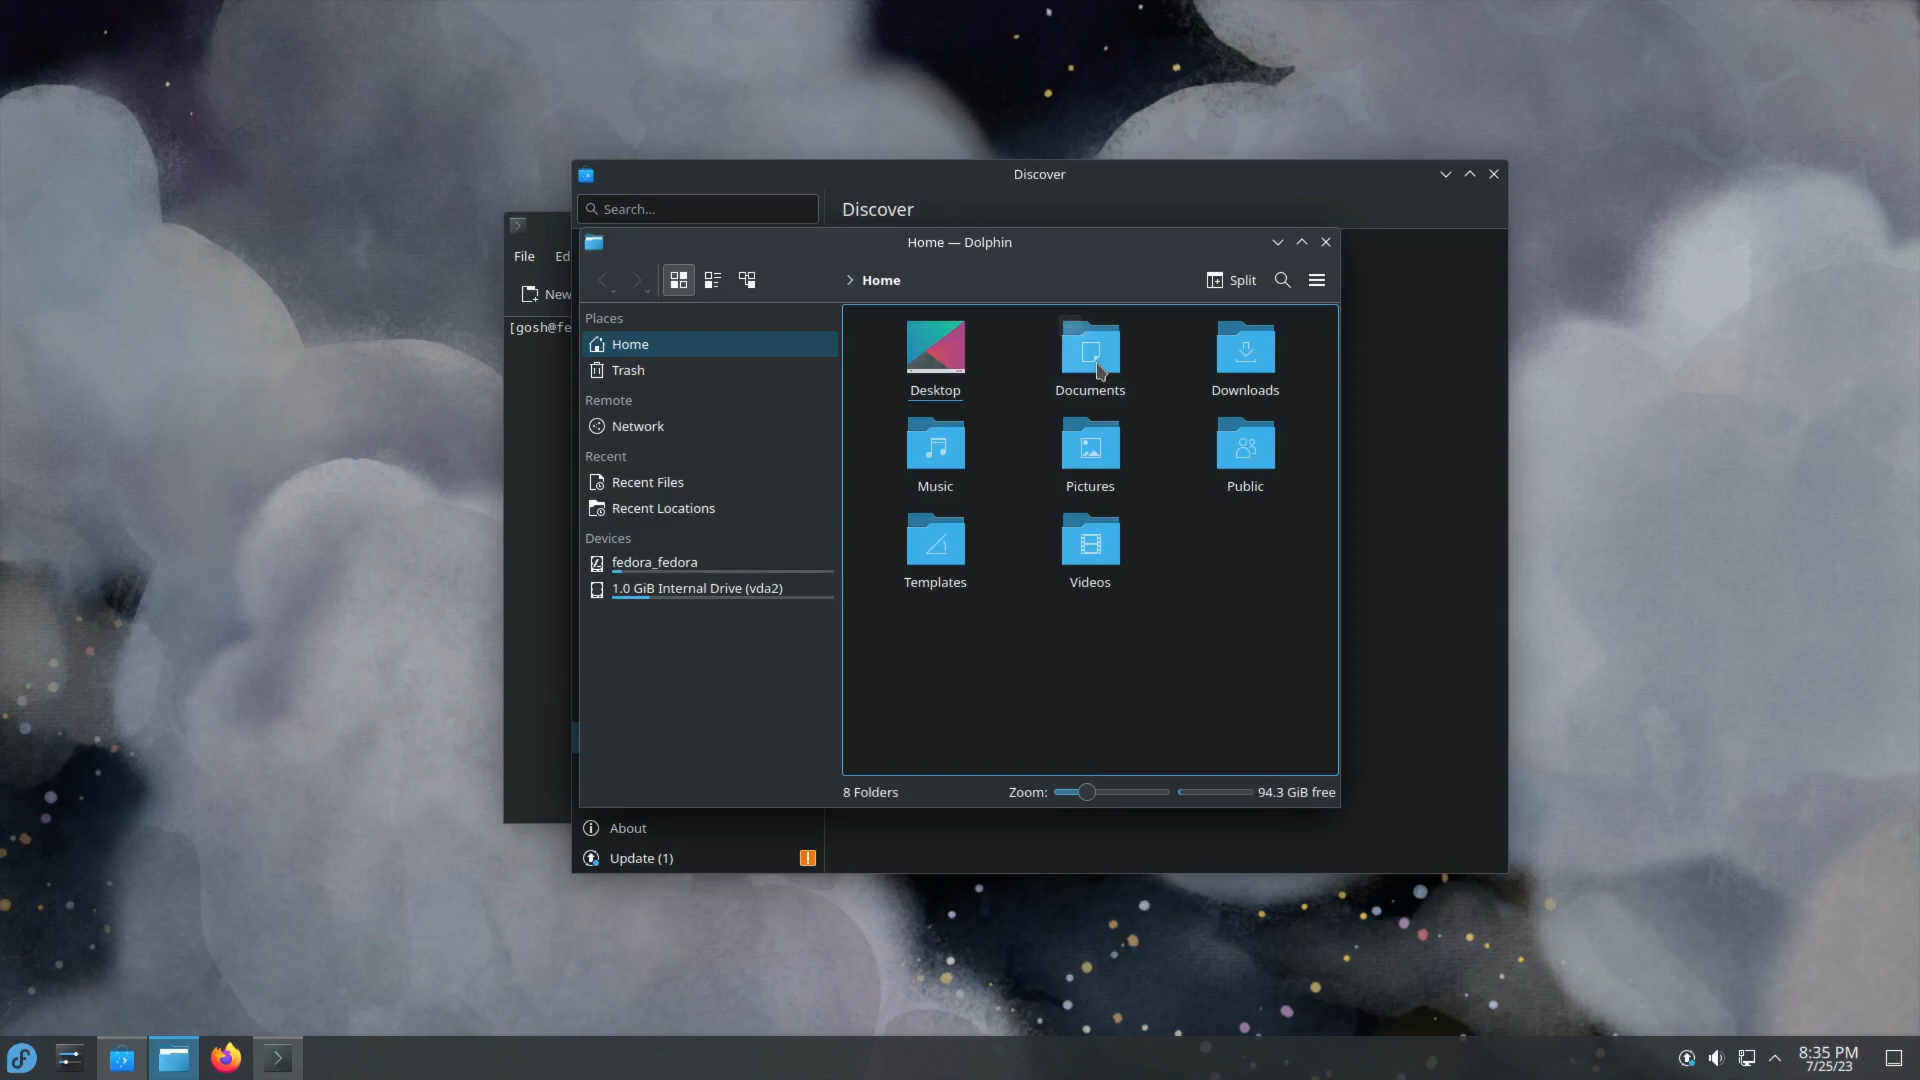 Discover
Search...
Discover
File Ed
New
[gosh@fe
Home — Dolphin
Home
Split
Places
Home
Trash
Remote
Network
Recent
Recent Files
Recent Locations
Devices
fedora_fedora
1.0 GiB Internal Drive (vda2)
Desktop
Documents
Downloads
Music
Pictures
Public
Templates
Videos
8 Folders
Zoom:
94.3 GiB free
About
Update (1)
8:35 PM
7/25/23